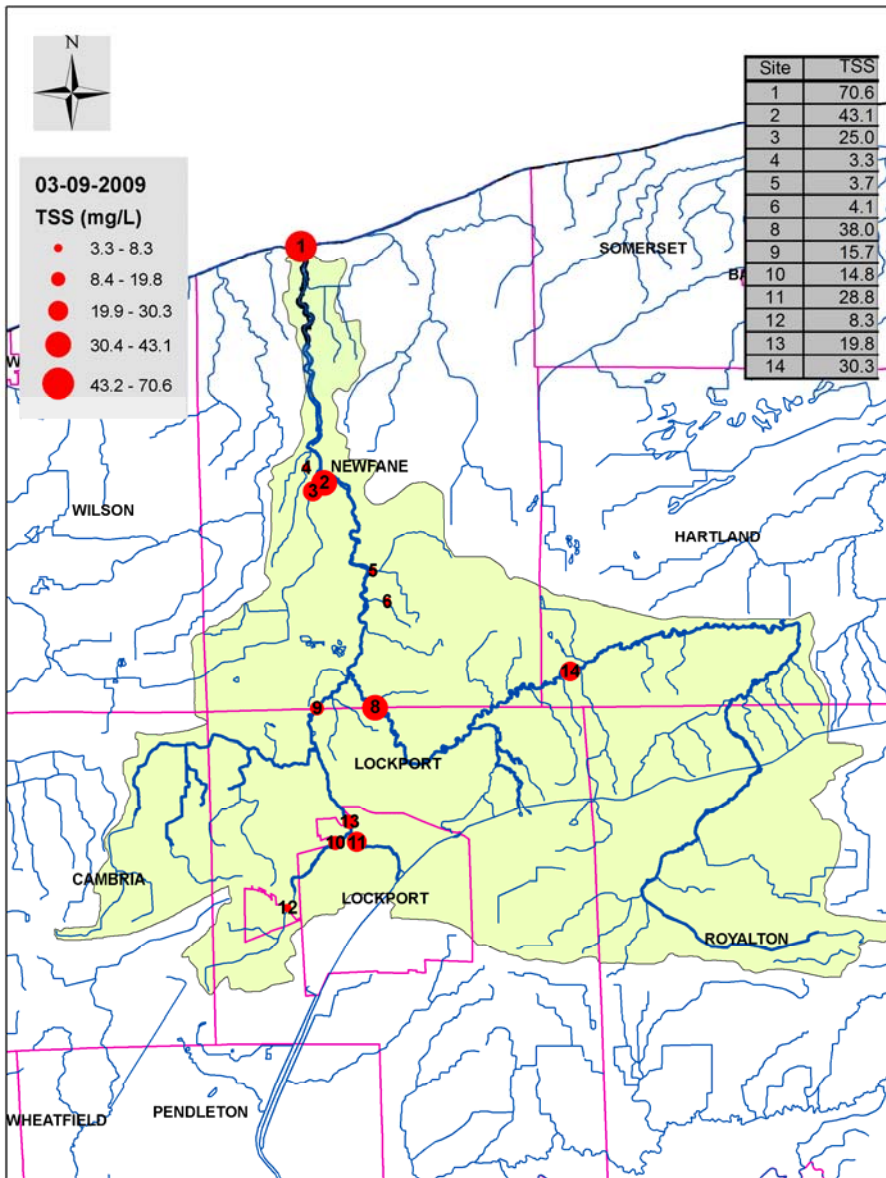 N
Site TSS
1 70.6
2 43.1
3 25.0
4 3.3
5 3.7
6 4.1
8 38.0
9 15.7
10 14.8
11 28.8
12 8.3
13 19.8
14 30.3
03-09-2009
TSS (mg/L)
3.3 - 8.3
8.4 - 19.8
19.9 - 30.3
30.4 - 43.1
43.2 - 70.6
1
SOMERSET
BA
W
4
NEWFANE
2
3
WILSON
HARTLAND
5
6
14
9
8
LOCKPORT
13
10
11
CAMBRIA
LOCKPORT
12
ROYALTON
PENDLETON
WHEATFIELD